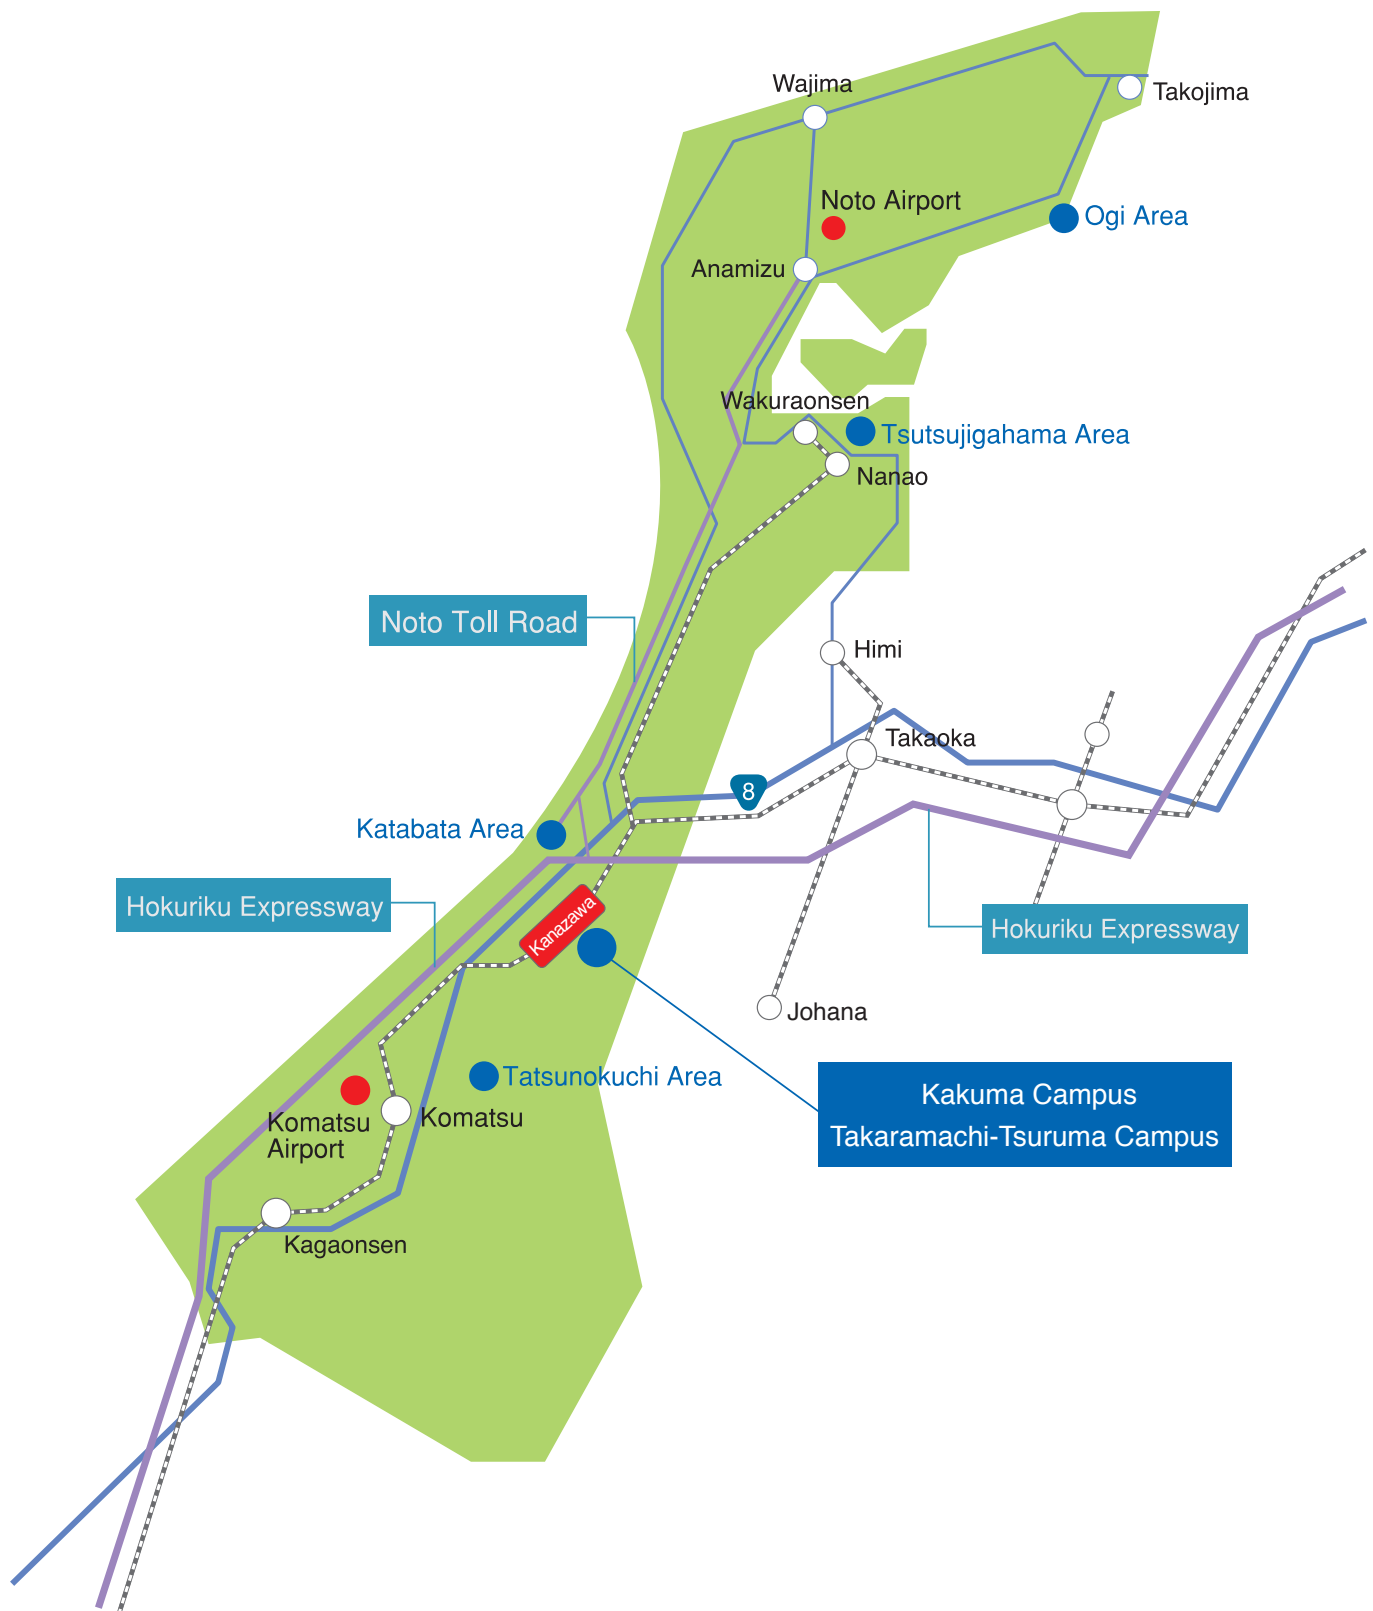 Wajima
Takojima
Noto Airport
Ogi Area
Anamizu
Wakuraonsen
Tsutsujigahama Area
Nanao
Noto Toll Road
Himi
Takaoka
8
Katabata Area
Hokuriku Expressway
Kanazawa
Hokuriku Expressway
Johana
Tatsunokuchi Area
Kakuma Campus
Takaramachi-Tsuruma Campus
Komatsu
Airport
Komatsu
Kagaonsen